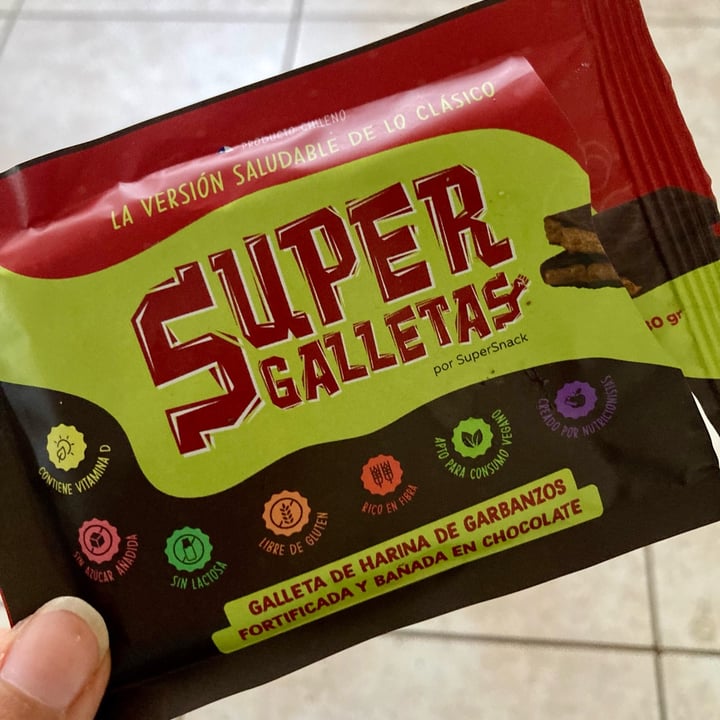 PRODUCTO CHILENO
LA VERSIÓN SALUDABLE DE LO CLÁSICO
SUPER
GALLETAS
por SuperSnack
10 gr
CONTIENE VITAMINA D
SIN AZÚCAR AÑADIDA
SIN LACTOSA
LIBRE DE GLUTEN
RICO EN FIBRA
APTO PARA CONSUMO VEGANO
CREADO POR NUTRICIONISTAS
GALLETA DE HARINA DE GARBANZOS
FORTIFICADA Y BAÑADA EN CHOCOLATE